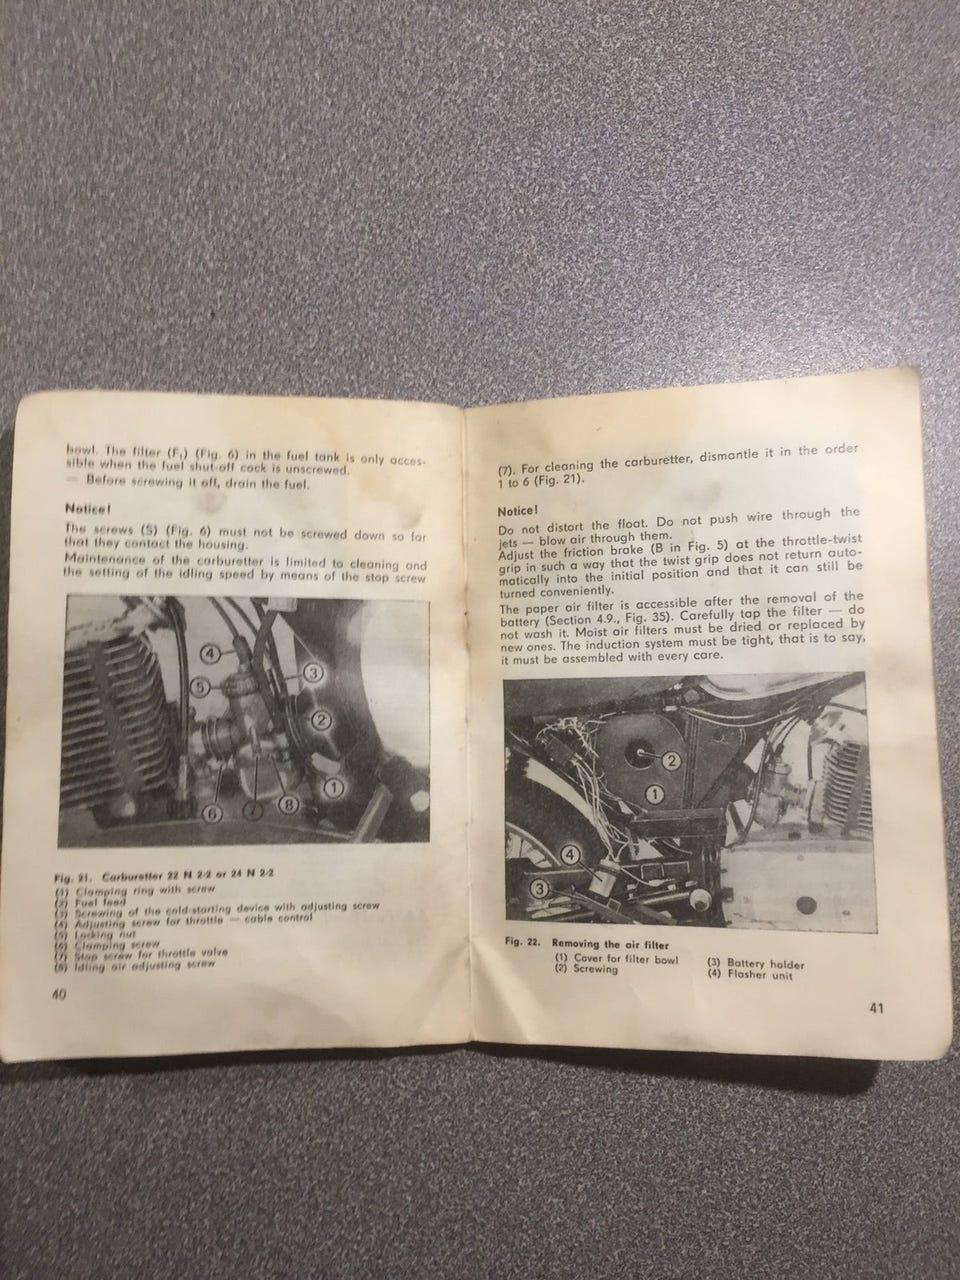 bowl. The filter (F₁) (Fig. 6) in the fuel tank is only acces-
sible when the fuel shut-off cock is unscrewed.
— Before screwing it off, drain the fuel.
Notice!
The screws (S) (Fig. 6) must not be screwed down so far
that they contact the housing.
Maintenance of the carburetter is limited to cleaning and
the setting of the idling speed by means of the stop screw
4
3
5
2
1
6
7
8
Fig. 21. Carburetter 22 N 2-2 or 24 N 2-2
(1) Clamping ring with screw
(2) Fuel feed
(3) Screwing of the cold-starting device with adjusting screw
(4) Adjusting screw for throttle — cable control
(5) Locking nut
(6) Clamping screw
(7) Stop screw for throttle valve
(8) Idling air adjusting screw
40
(7). For cleaning the carburetter, dismantle it in the order
1 to 6 (Fig. 21).
Notice!
Do not distort the float. Do not push wire through the
jets — blow air through them.
Adjust the friction brake (B in Fig. 5) at the throttle-twist
grip in such a way that the twist grip does not return auto-
matically into the initial position and that it can still be
turned conveniently.
The paper air filter is accessible after the removal of the
battery (Section 4.9., Fig. 35). Carefully tap the filter — do
not wash it. Moist air filters must be dried or replaced by
new ones. The induction system must be tight, that is to say,
it must be assembled with every care.
2
1
4
3
Fig. 22. Removing the air filter
(1) Cover for filter bowl
(2) Screwing
(3) Battery holder
(4) Flasher unit
41